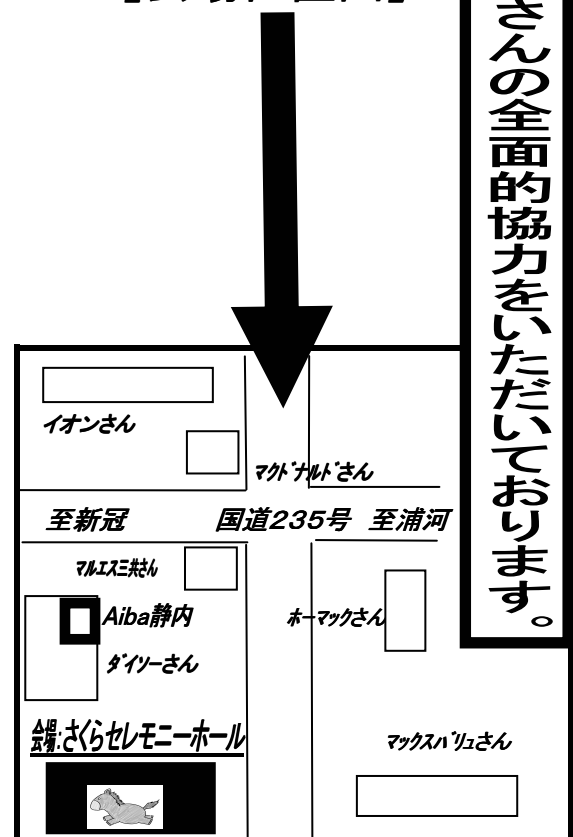 さんの全面的協力をいただいております。
イオンさん
マクドナルドさん
至新冠 国道235号 至浦河
マルエス三共さん
Aiba静内
ホーマックさん
ダイソーさん
会場:さくらセレモニーホール
マックスバリュさん